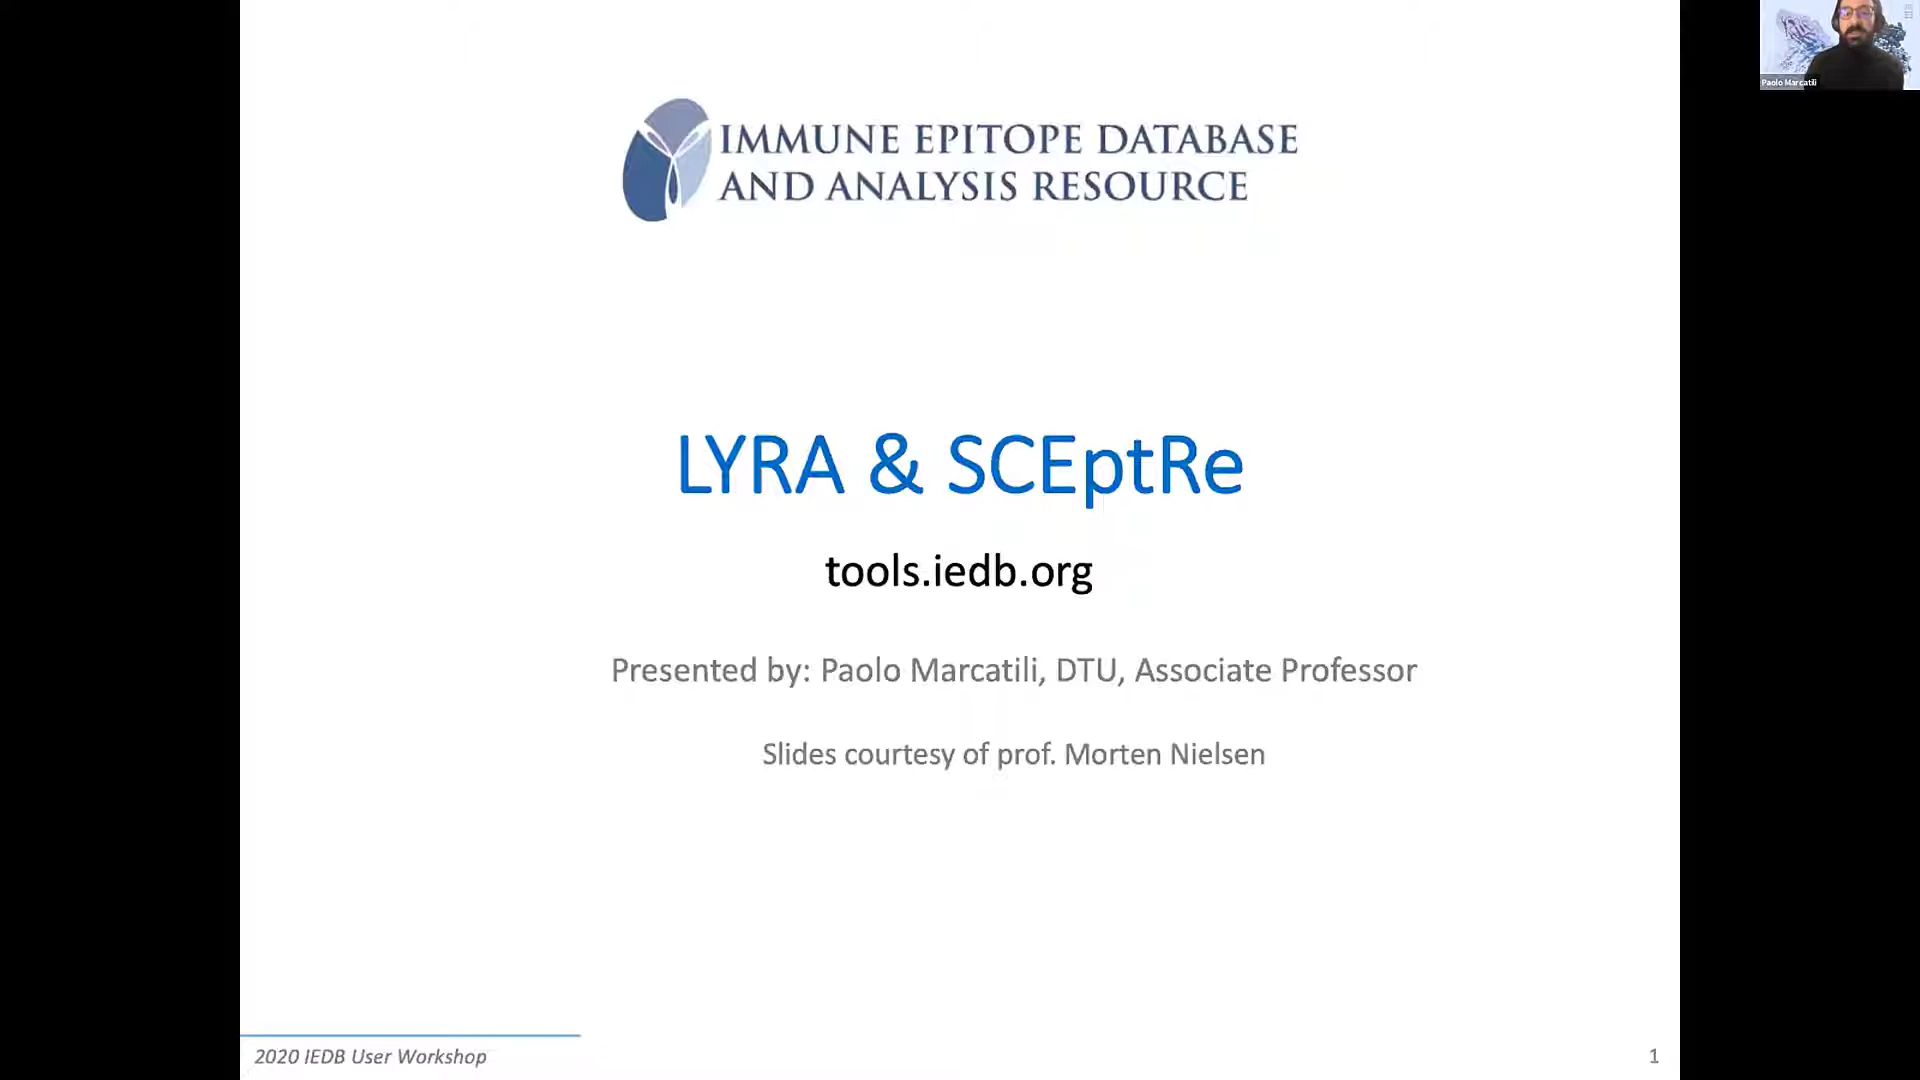 Paolo Marcatili
IMMUNE EPITOPE DATABASE
AND ANALYSIS RESOURCE
LYRA & SCEptRe
tools.iedb.org
Presented by: Paolo Marcatili, DTU, Associate Professor
Slides courtesy of prof. Morten Nielsen
2020 IEDB User Workshop
1